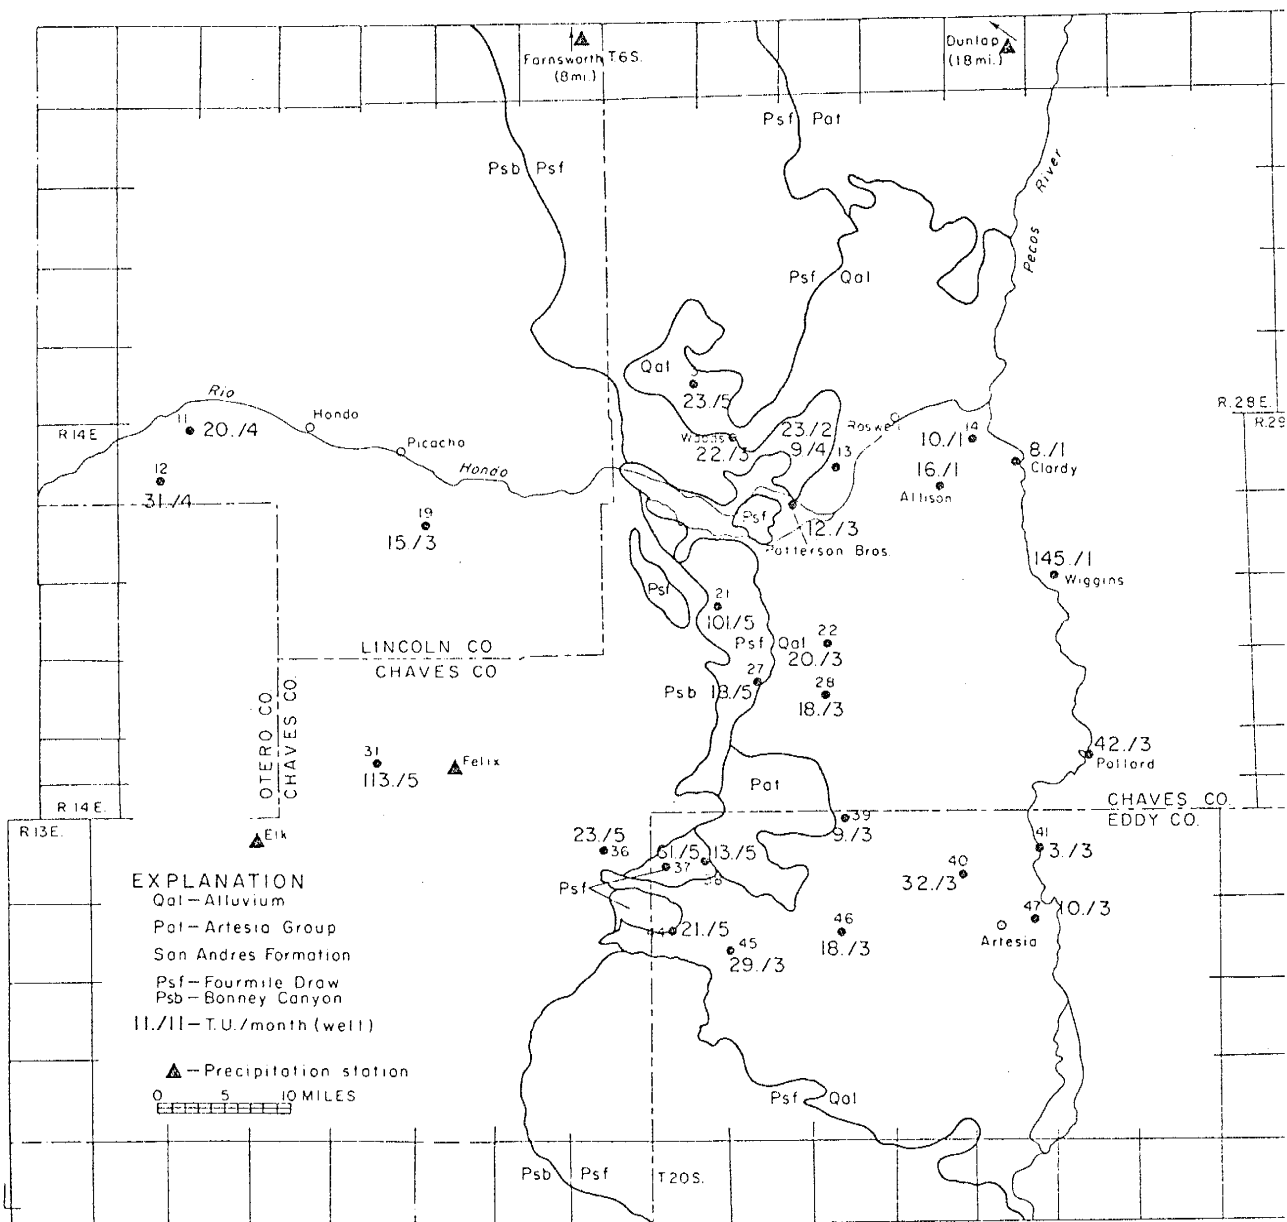 Farnsworth T6S.
(8mi.)
Dunlap
(18mi.)
Psf Pat
Psb Psf
River
Pecos
Psf Qal
Qal
23./5
Rio
Hondo
Picacho
Hondo
R.14E
11
20./4
12
31./4
19
15./3
Woods
22./3
23/2
9/4
13
Roswell
R.28E.
R.29
14
10./1
16./1
Allison
8./1
Clardy
Psf
12./3
Patterson Bros.
145./1
Wiggins
Psf
21
101/5
Psf Qal
22
20./3
27
Psb 18./5
28
18./3
LINCOLN CO
CHAVES CO
OTERO CO
CHAVES CO.
31
113./5
Felix
42./3
Pollard
Pat
R 14E.
R13E.
Elk
CHAVES CO.
EDDY CO.
39
9./3
23./5
36
61/5
37
13./5
38
Psf
41
3./3
40
32./3
47
10./3
Artesia
44
21./5
45
29./3
46
18./3
EXPLANATION
Qal – Alluvium
Pat – Artesia Group
San Andres Formation
Psf – Fourmile Draw
Psb – Bonney Canyon
11./11 – T.U./month (well)
– Precipitation station
0 5 10 MILES
Psf Qal
Psb Psf
T20S.